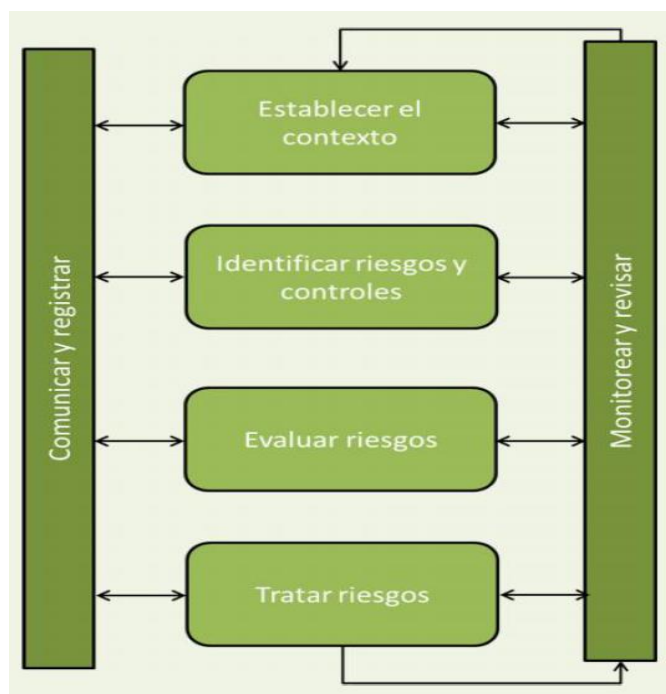 Comunicar y registrar
Establecer el
contexto
Identificar riesgos y
controles
Evaluar riesgos
Tratar riesgos
Monitorear y revisar